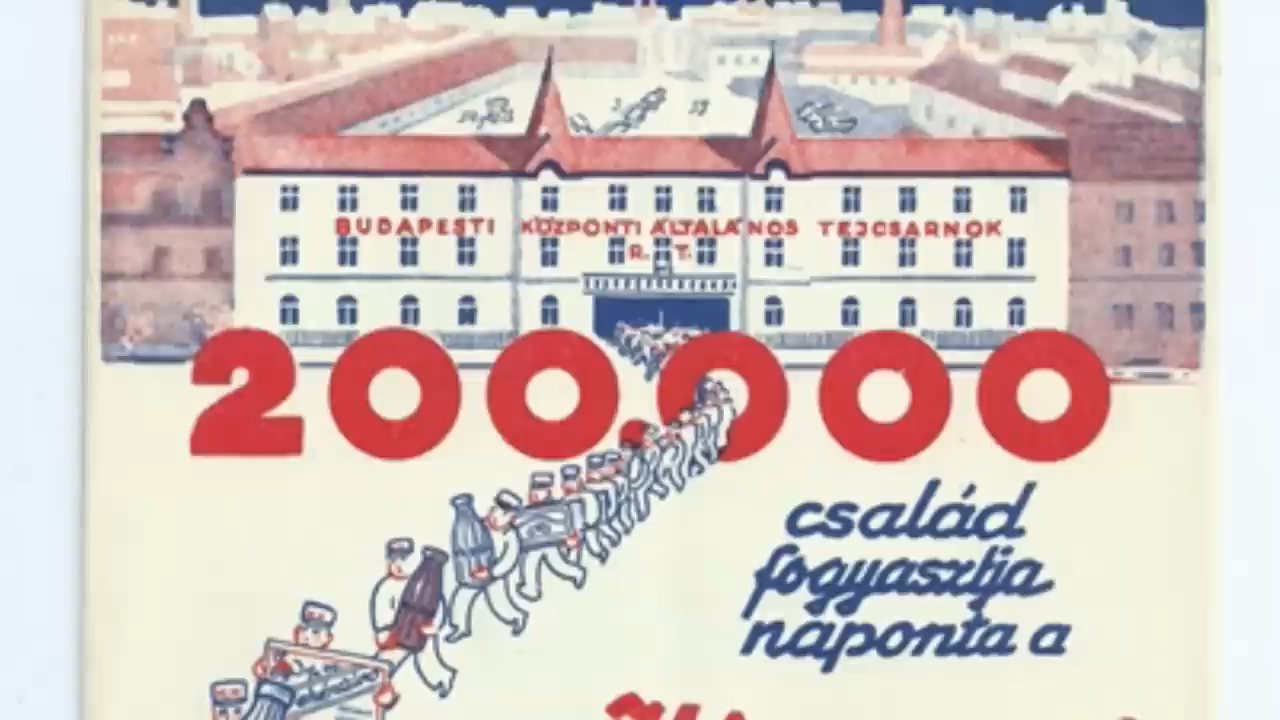 BUDAPESTI KÖZPONTI ÁLTALÁNOS TEJCSARNOK
R. T.
200.000
család
fogyasztja
naponta a